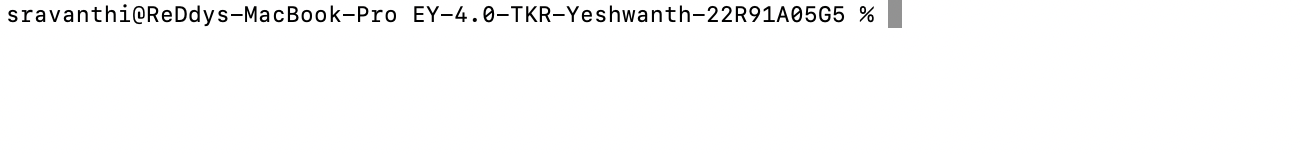 sravanthi@ReDdys-MacBook-Pro EY-4.0-TKR-Yeshwanth-22R91A05G5 %